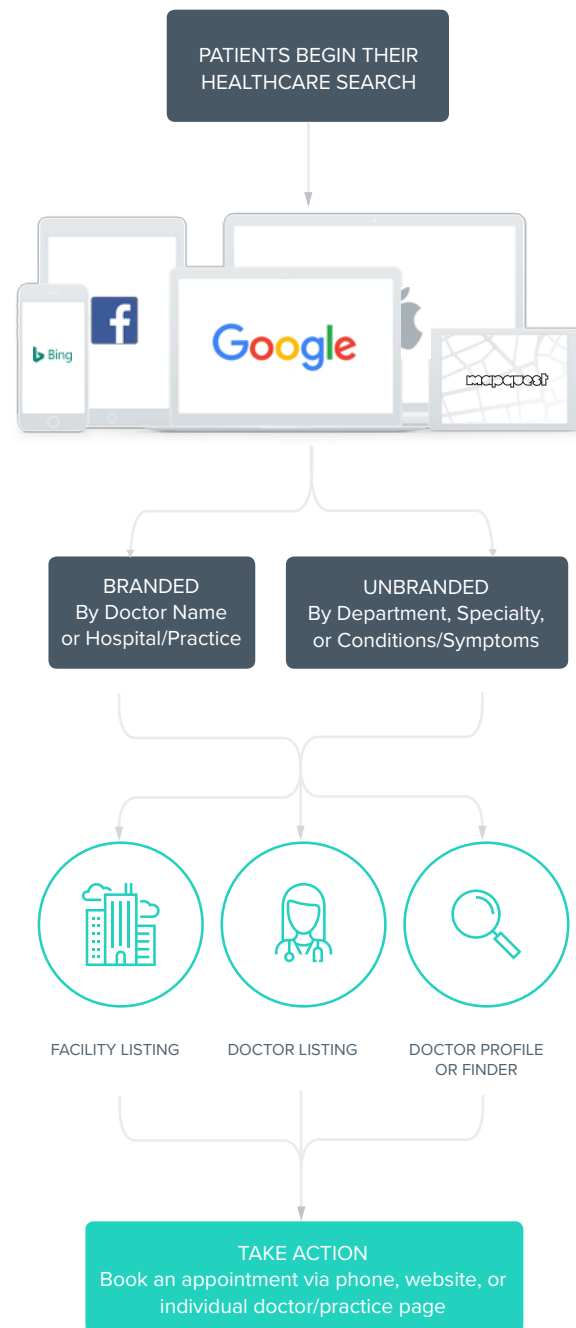 PATIENTS BEGIN THEIR
HEALTHCARE SEARCH
Bing
f
Google
mapquest
BRANDED
By Doctor Name
or Hospital/Practice
UNBRANDED
By Department, Specialty,
or Conditions/Symptoms
FACILITY LISTING
DOCTOR LISTING
DOCTOR PROFILE
OR FINDER
TAKE ACTION
Book an appointment via phone, website, or
individual doctor/practice page